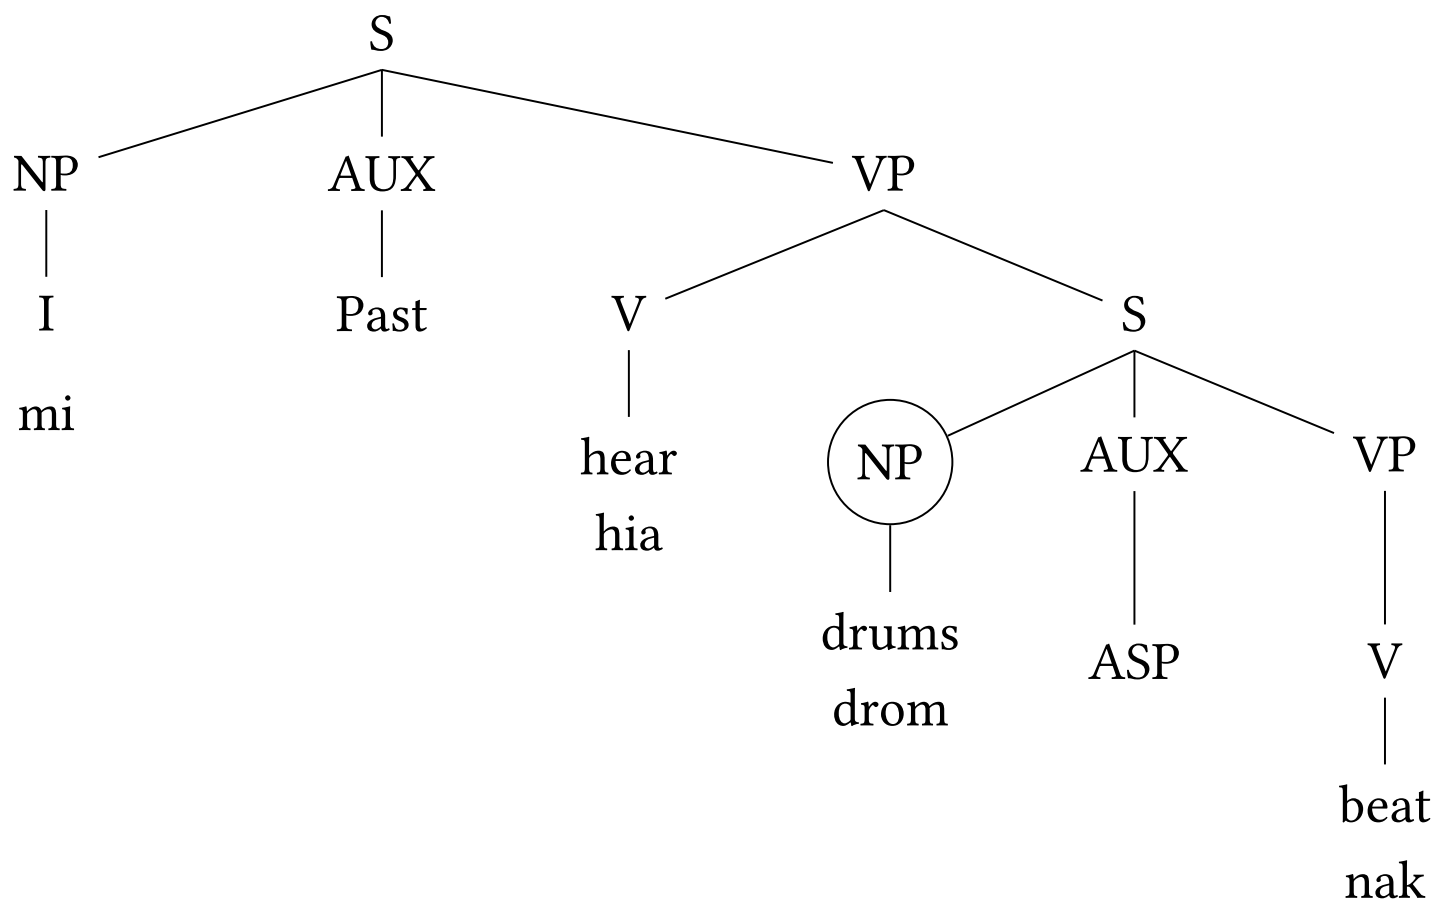 S
NP AUX VP
I Past V S
mi
hear NP AUX VP
hia
drums ASP V
drom
beat
nak